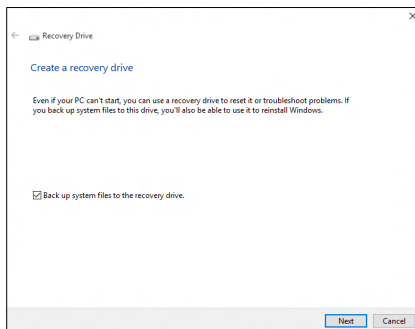 Recovery Drive
Create a recovery drive
Even if your PC can't start, you can use a recovery drive to reset it or troubleshoot problems. If
you back up system files to this drive, you'll also be able to use it to reinstall Windows.
Back up system files to the recovery drive.
Next Cancel